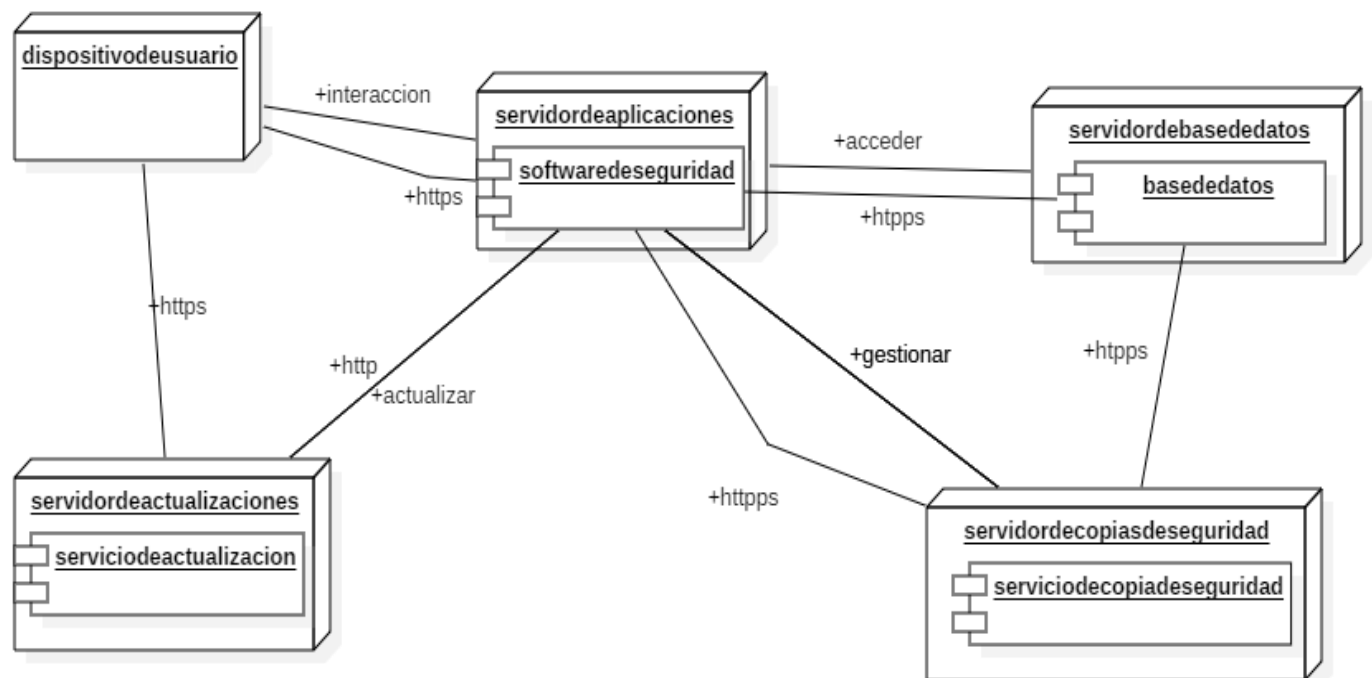 dispositivodeusuario
+interaccion
servidordeaplicaciones
softwaredeseguridad
+https
+acceder
servidordebasededatos
basededatos
+htpps
+https
+http
+actualizar
+gestionar
+htpps
+httpps
servidordeactualizaciones
serviciodeactualizacion
servidordecopiasdeseguridad
serviciodecopiadeseguridad